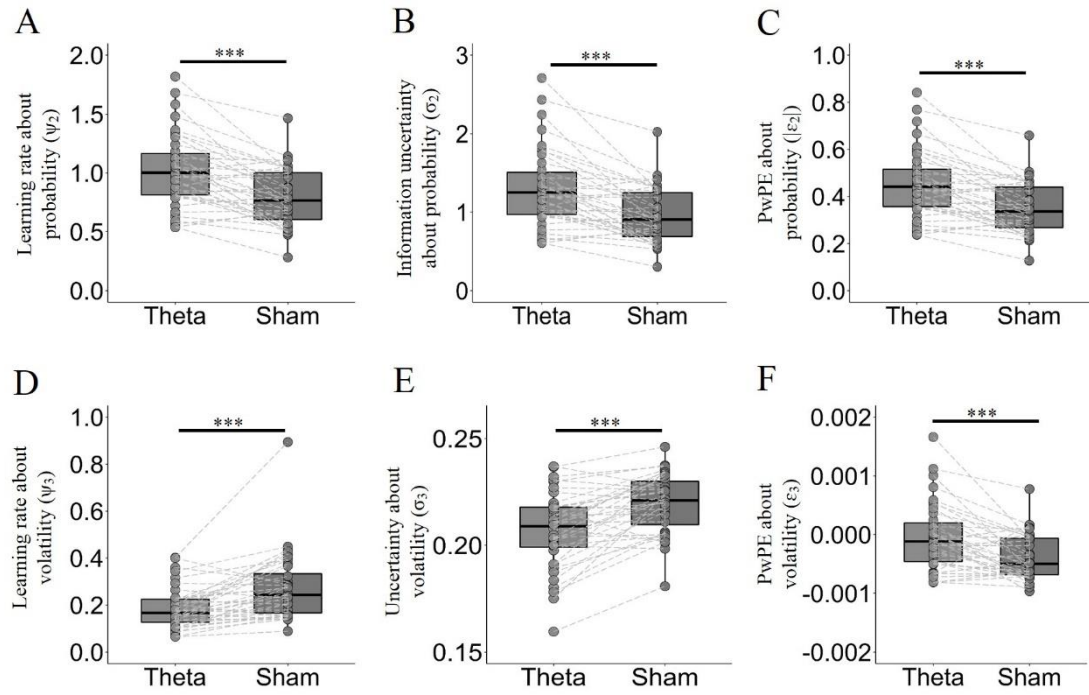 A
Learning rate about
probability (ψ₂)
2.0
1.5
1.0
0.5
0.0
***
Theta Sham
B
Information uncertainty
about probability (σ₂)
3
2
1
0
***
Theta Sham
C
PwPE about
probability (|ε₂|)
1.0
0.8
0.6
0.4
0.2
0.0
***
Theta Sham
D
Learning rate about
volatility (ψ₃)
1.0
0.8
0.6
0.4
0.2
0.0
***
Theta Sham
E
Uncertainty about
volatility (σ₃)
0.25
0.20
0.15
***
Theta Sham
F
PwPE about
volatility (ε₃)
0.002
0.001
0.000
-0.001
-0.002
***
Theta Sham